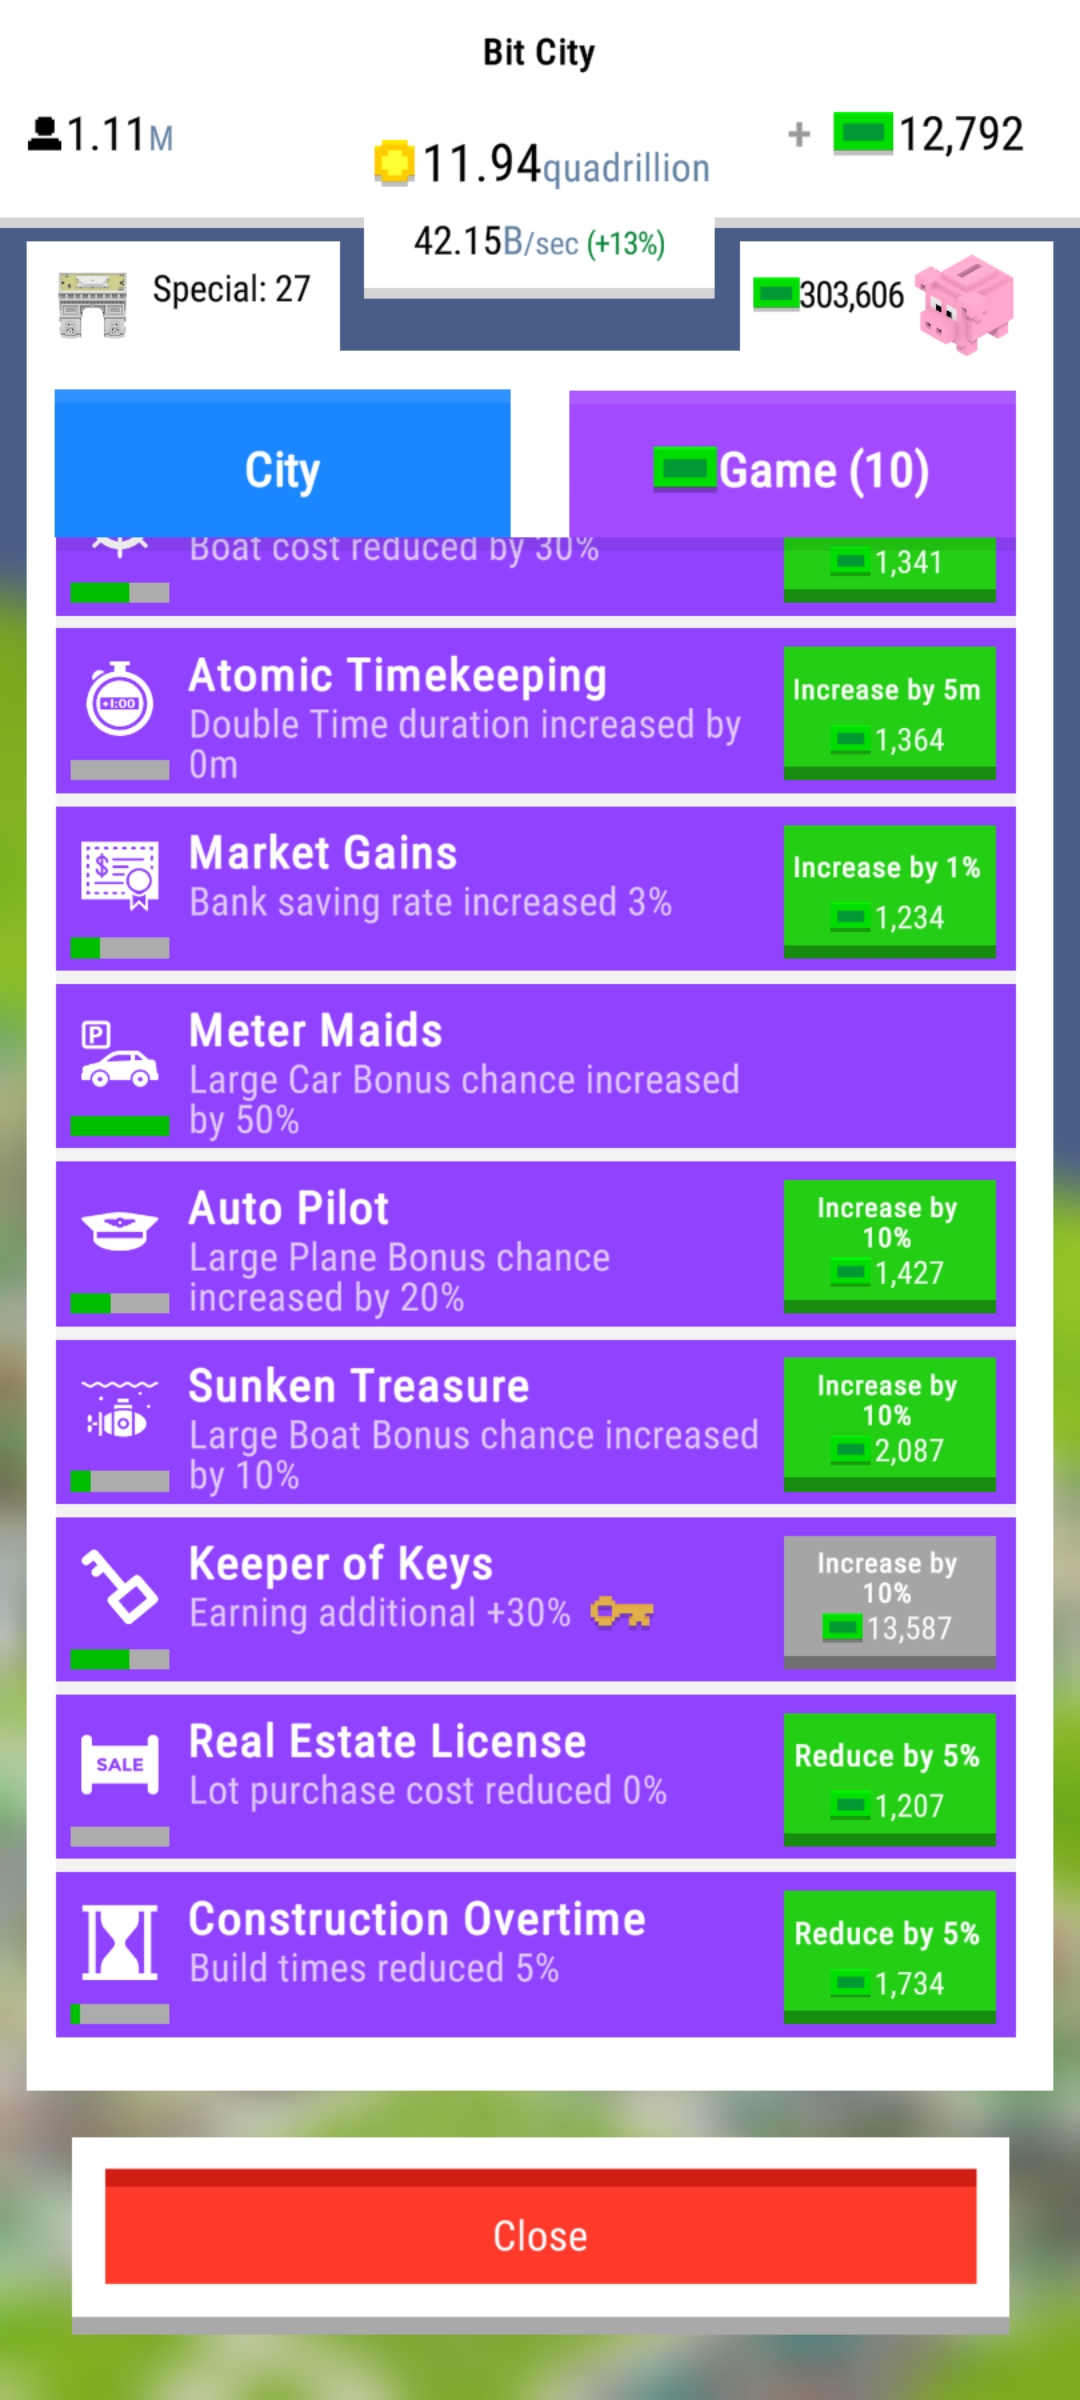 Bit City
1.11M
11.94quadrillion
+ 12,792
42.15B/sec (+13%)
Special: 27
303,606
City
Game (10)
Boat cost reduced by 30%
1,341
Atomic Timekeeping
Double Time duration increased by
0m
Increase by 5m
1,364
+1:00
Market Gains
Bank saving rate increased 3%
Increase by 1%
1,234
$
Meter Maids
Large Car Bonus chance increased
by 50%
P
Auto Pilot
Large Plane Bonus chance
increased by 20%
Increase by
10%
1,427
Sunken Treasure
Large Boat Bonus chance increased
by 10%
Increase by
10%
2,087
Keeper of Keys
Earning additional +30%
Increase by
10%
13,587
Real Estate License
Lot purchase cost reduced 0%
Reduce by 5%
1,207
SALE
Construction Overtime
Build times reduced 5%
Reduce by 5%
1,734
Close